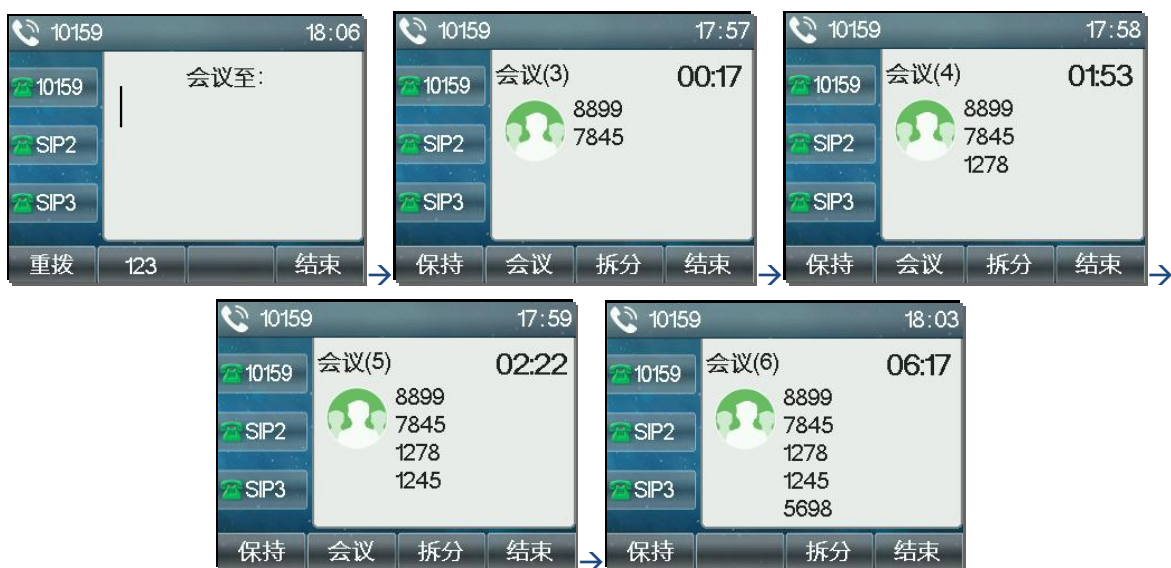 10159 18:06
会议至:
10159
SIP2
SIP3
重拨 123 结束
→
10159 17:57
会议(3) 00:17
10159
8899
7845
SIP2
SIP3
保持 会议 拆分 结束
→
10159 17:58
会议(4) 01:53
10159
8899
7845
1278
SIP2
SIP3
保持 会议 拆分 结束
→
10159 17:59
会议(5) 02:22
10159
8899
7845
1278
1245
SIP2
SIP3
保持 会议 拆分 结束
→
10159 18:03
会议(6) 06:17
10159
8899
7845
1278
1245
5698
SIP2
SIP3
保持 拆分 结束